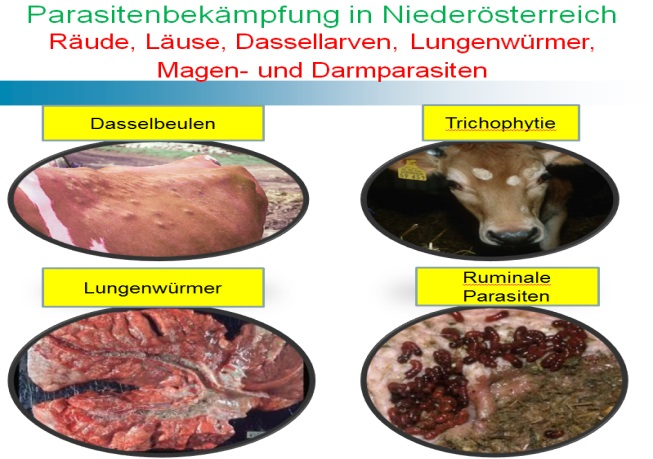 Parasitenbekämpfung in Niederösterreich
Räude, Läuse, Dassellarven, Lungenwürmer,
Magen- und Darmparasiten
Dasselbeulen
Trichophytie
Lungenwürmer
Ruminale
Parasiten